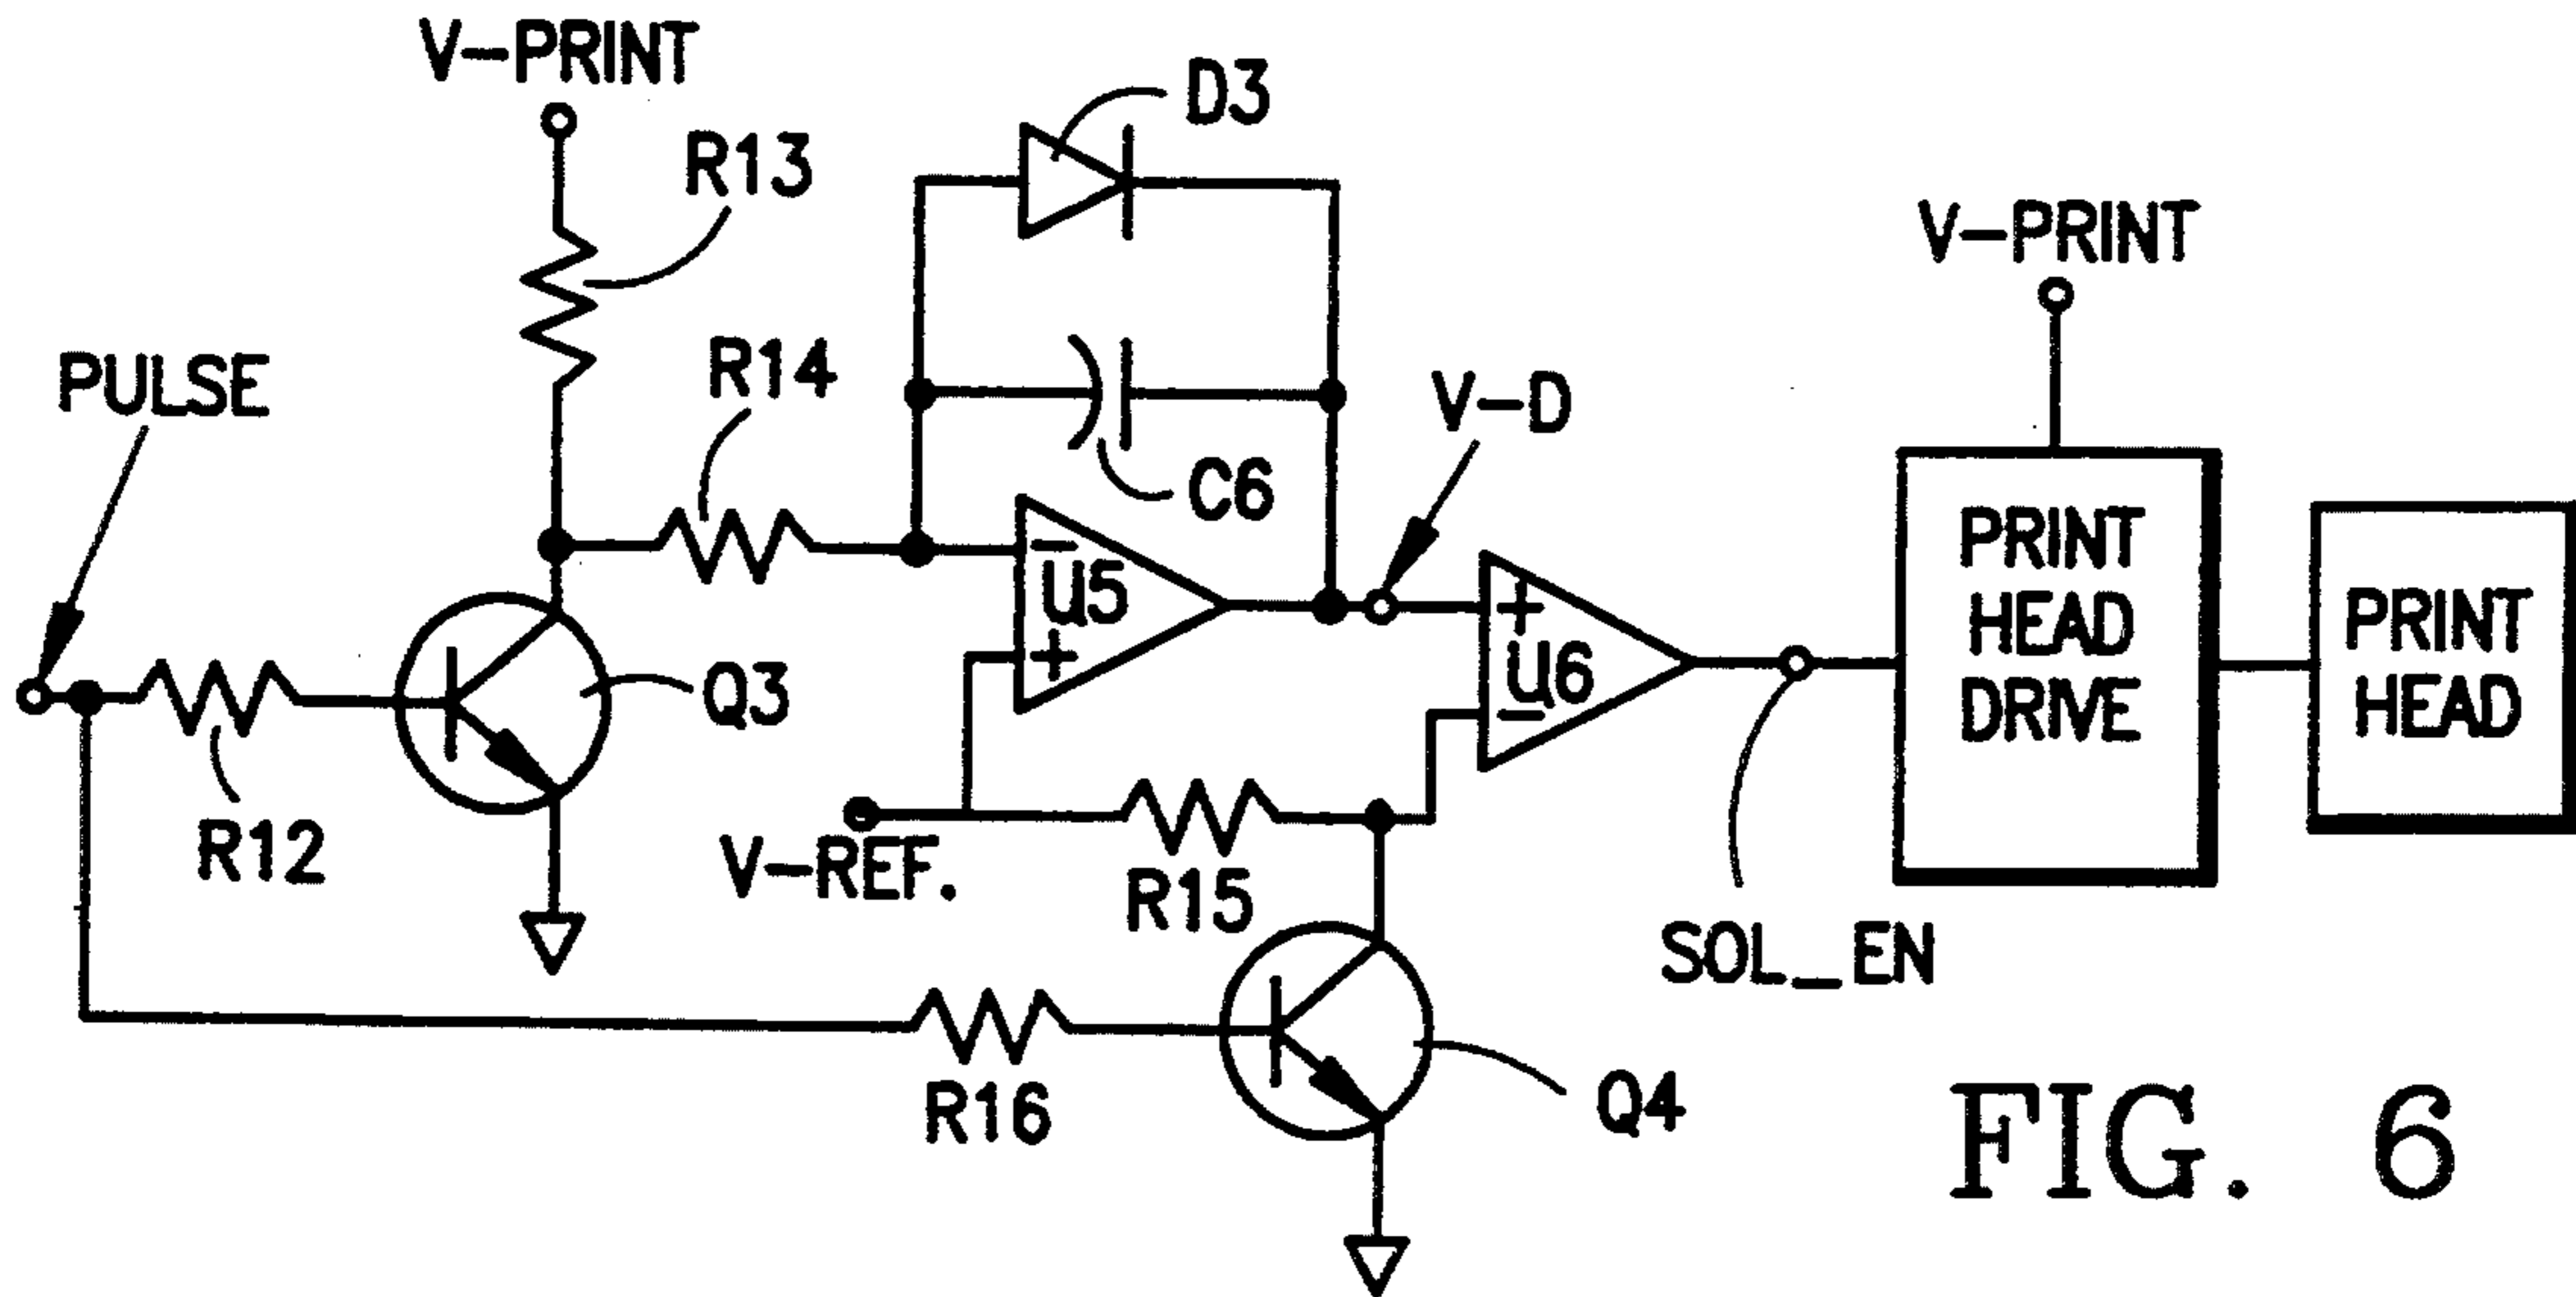 V-PRINT
D3
R13
V-PRINT
PULSE
R14
V-D
C6
-
U5
+
+
U6
-
PRINT
HEAD
DRIVE
PRINT
HEAD
Q3
R12
V-REF.
R15
SOL_EN
R16
Q4
FIG. 6